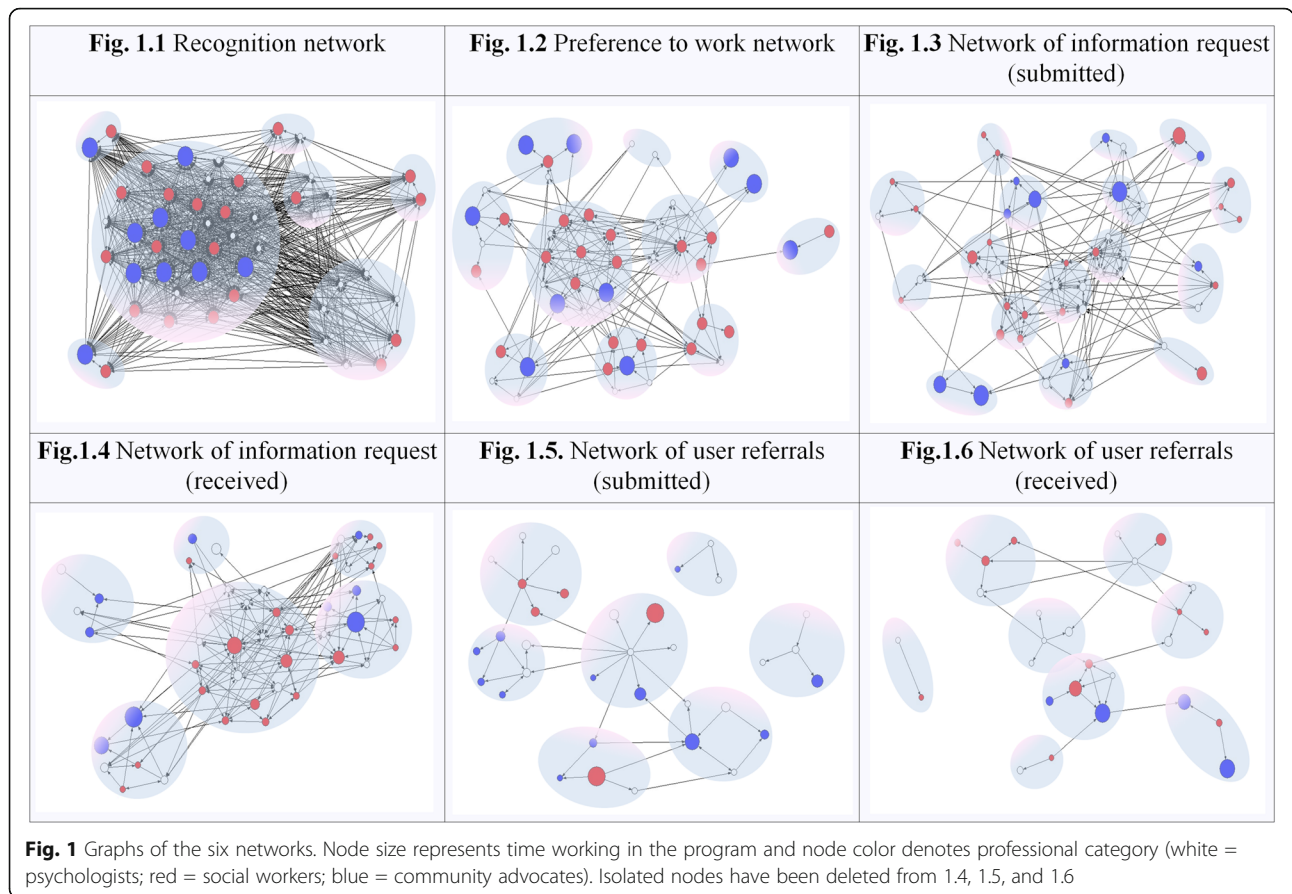 Fig. 1.1 Recognition network
Fig. 1.2 Preference to work network
Fig. 1.3 Network of information request
(submitted)
Fig.1.4 Network of information request
(received)
Fig. 1.5. Network of user referrals
(submitted)
Fig.1.6 Network of user referrals
(received)
Fig. 1 Graphs of the six networks. Node size represents time working in the program and node color denotes professional category (white =
psychologists; red = social workers; blue = community advocates). Isolated nodes have been deleted from 1.4, 1.5, and 1.6